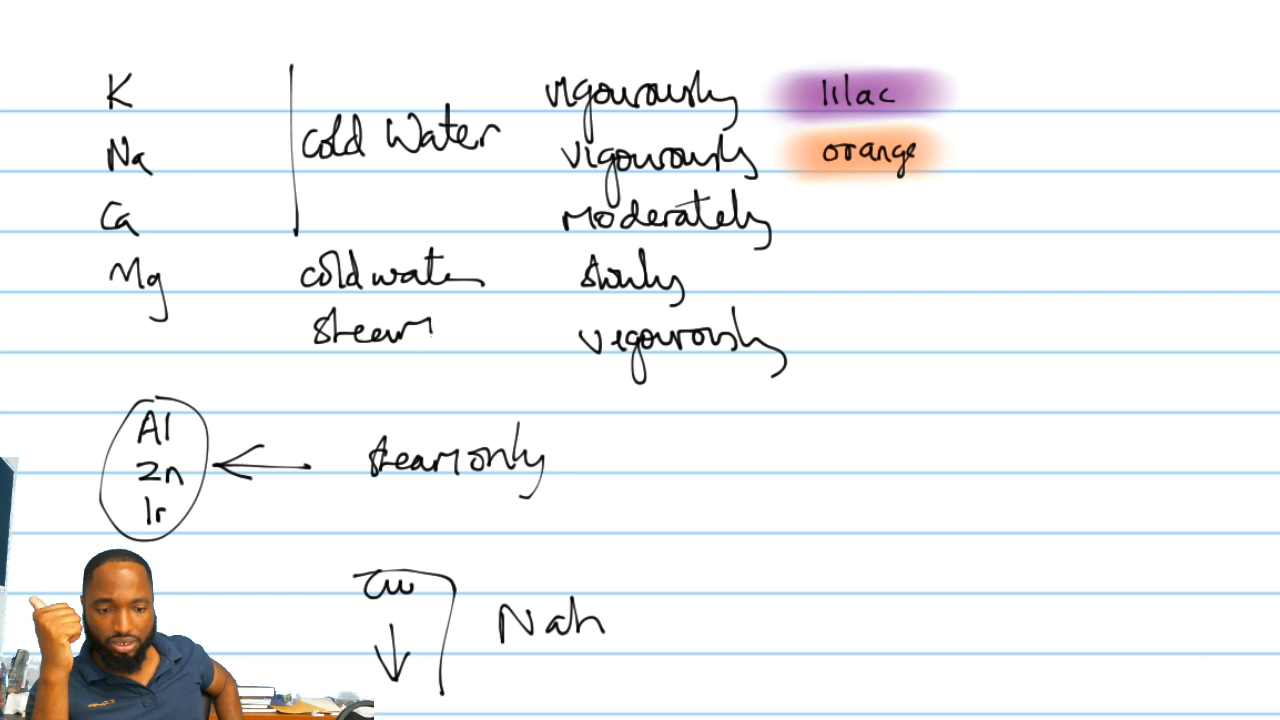 K vigourously lilac
cold Water
Na vigourously orange
Ca Moderately
Mg cold water slowly
steam vigourously
Al
Zn steam only
Ir
Cu
Nah